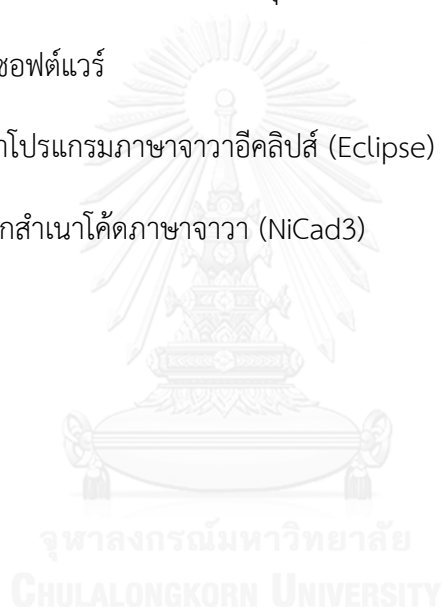 ซอฟต์แวร์
าโปรแกรมภาษาจาวาอีคลิปส์ (Eclipse)
กสำเนาโค้ดภาษาจาวา (NiCad3)
จุฬาลงกรณ์มหาวิทยาลัย
CHULALONGKORN UNIVERSITY